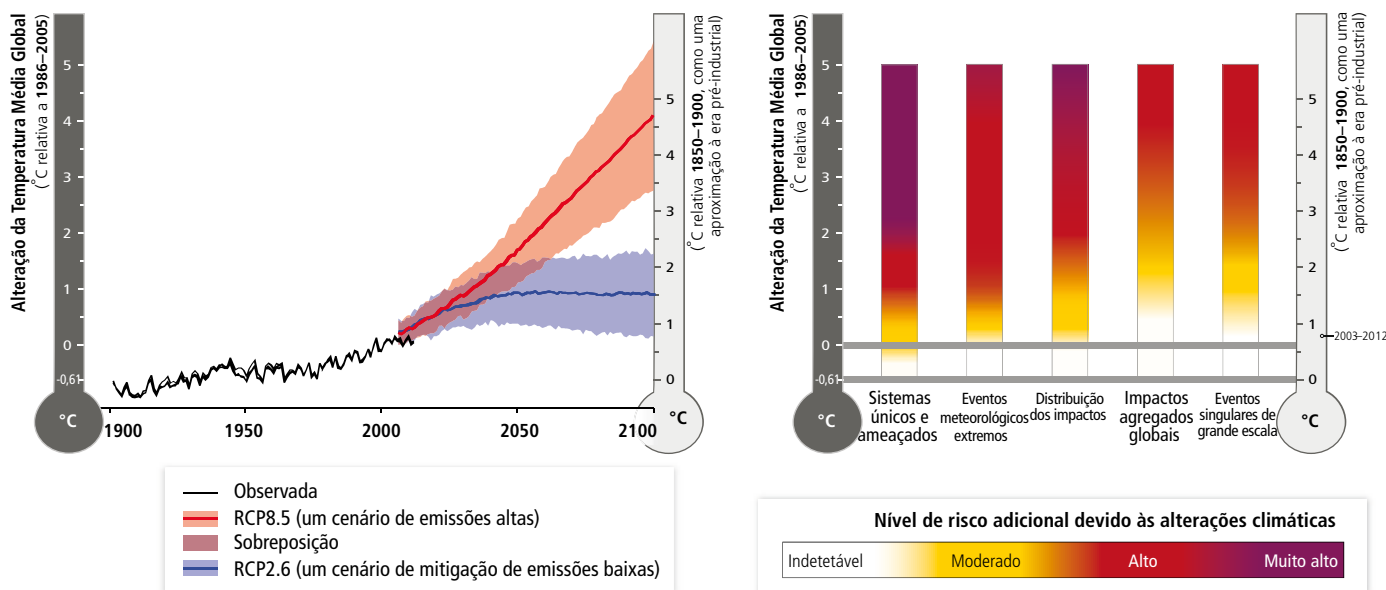 Alteração da Temperatura Média Global
(°C relativa a 1986–2005)
5
4
3
2
1
0
-0,61
°C
1900
1950
2000
2050
2100
5
4
3
2
1
0
°C
(°C relativa 1850–1900, como uma
aproximação à era pré-industrial)
Observada
RCP8.5 (um cenário de emissões altas)
Sobreposição
RCP2.6 (um cenário de mitigação de emissões baixas)
Alteração da Temperatura Média Global
(°C relativa a 1986–2005)
5
4
3
2
1
0
-0,61
°C
Sistemas
únicos e
ameaçados
Eventos
meteorológicos
extremos
Distribuição
dos impactos
Impactos
agregados
globais
Eventos
singulares de
grande escala
5
4
3
2
1
0
°C
2003-2012
(°C relativa 1850–1900, como uma
aproximação à era pré-industrial)
Nível de risco adicional devido às alterações climáticas
Indetetável
Moderado
Alto
Muito alto